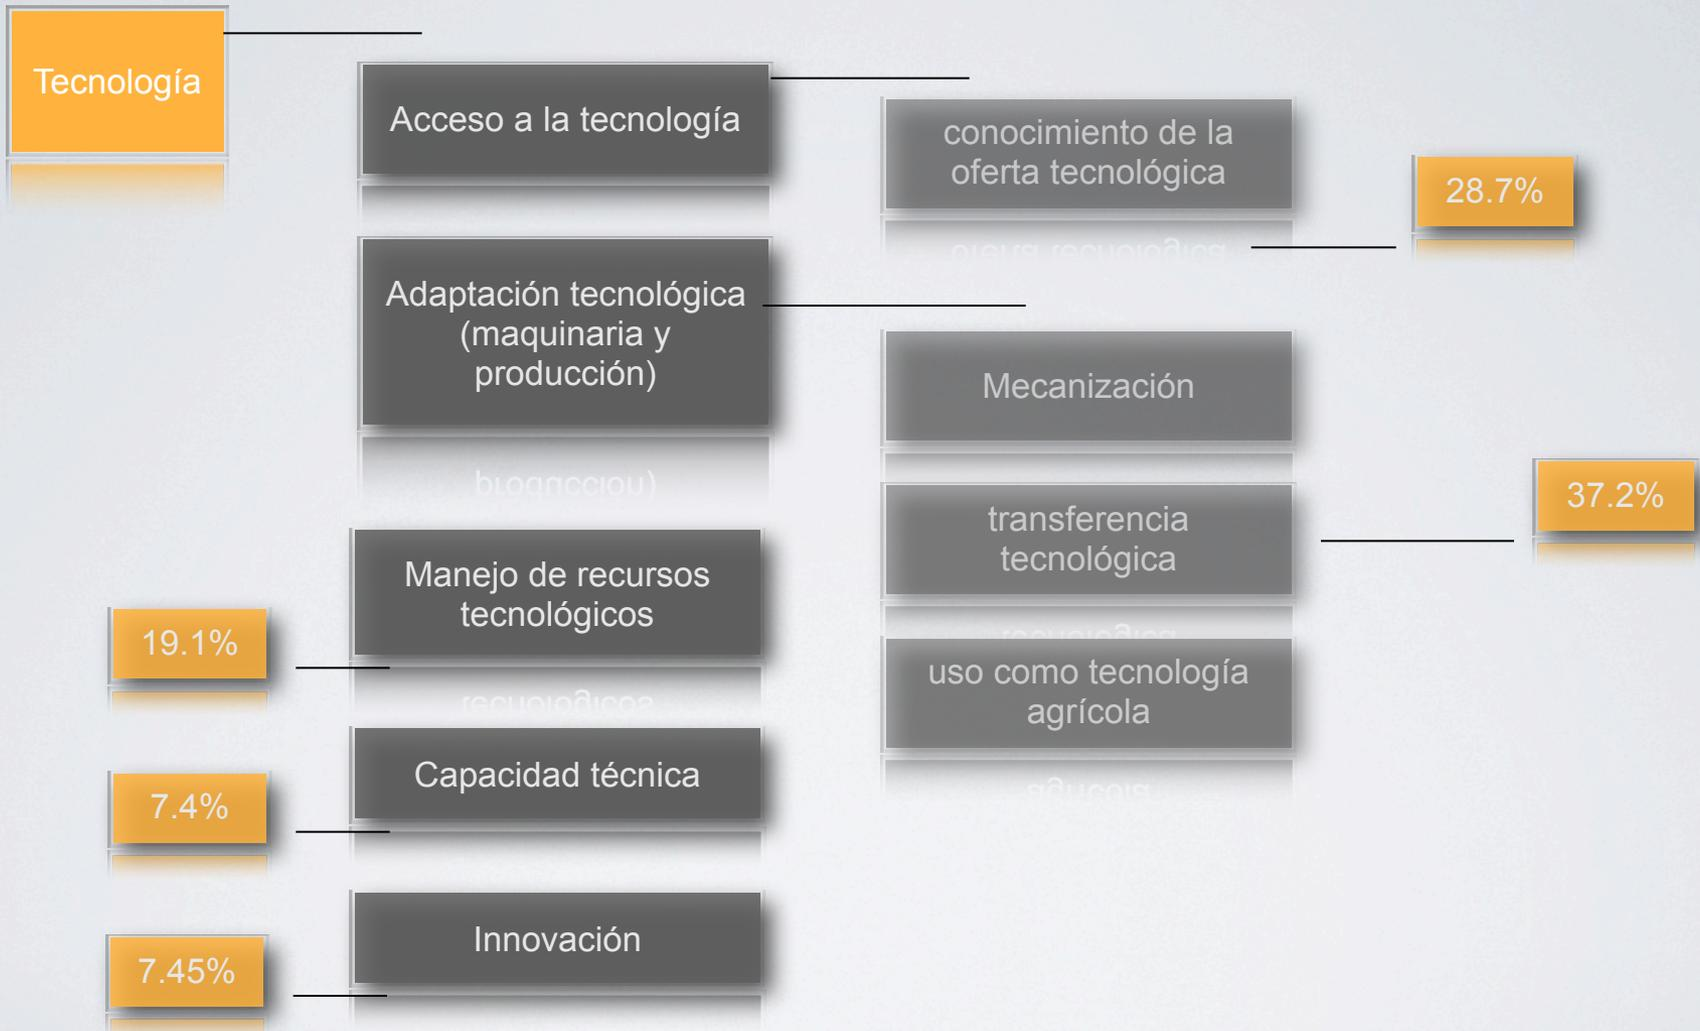 Tecnología
Acceso a la tecnología
conocimiento de la
oferta tecnológica
28.7%
Adaptación tecnológica
(maquinaria y
producción)
Mecanización
transferencia
tecnológica
37.2%
uso como tecnología
agrícola
Manejo de recursos
tecnológicos
19.1%
Capacidad técnica
7.4%
Innovación
7.45%